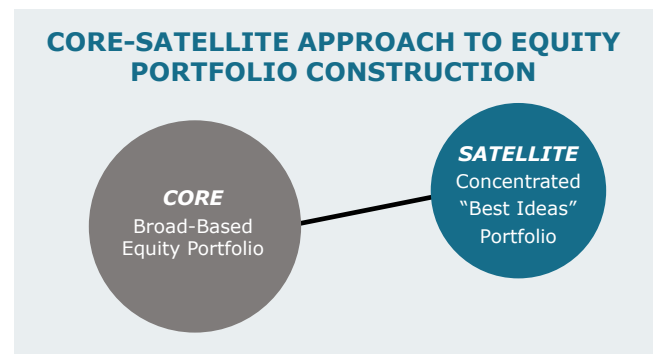 CORE-SATELLITE APPROACH TO EQUITY
PORTFOLIO CONSTRUCTION
CORE
Broad-Based
Equity Portfolio
SATELLITE
Concentrated
“Best Ideas”
Portfolio